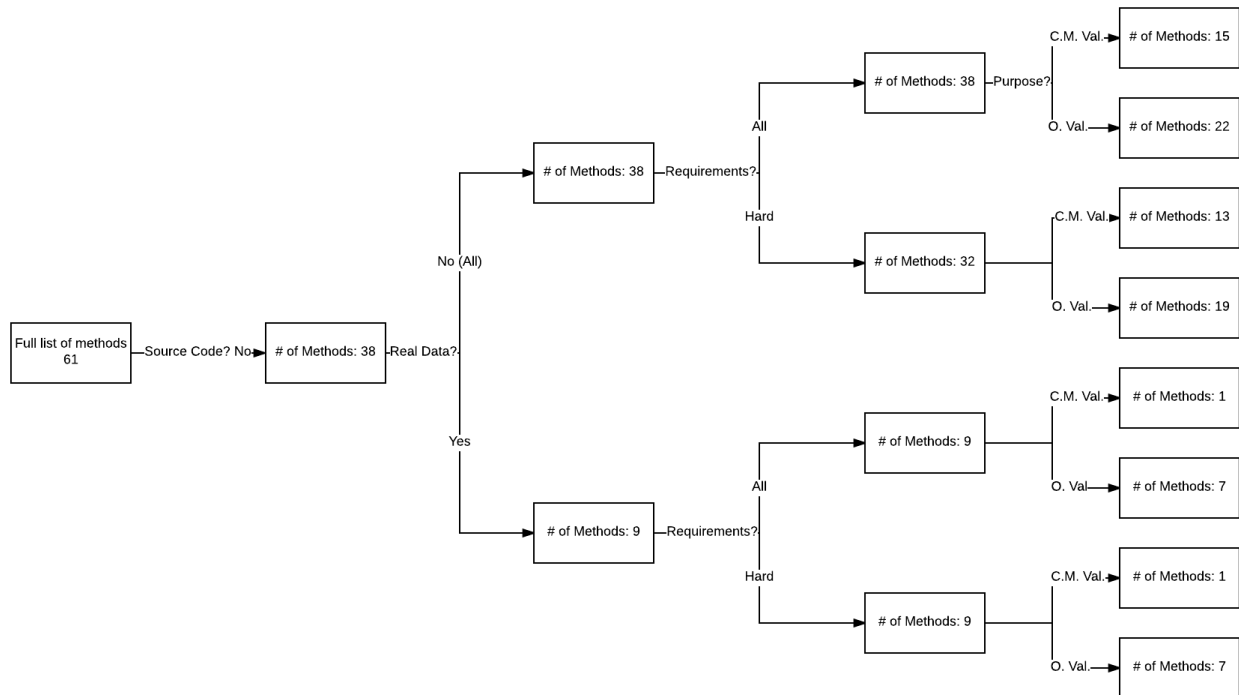 C.M. Val.
# of Methods: 15
# of Methods: 38
Purpose?
O. Val.
# of Methods: 22
All
# of Methods: 38
Requirements?
C.M. Val.
# of Methods: 13
Hard
No (All)
# of Methods: 32
O. Val.
# of Methods: 19
Full list of methods
61
Source Code? No
# of Methods: 38
Real Data?
C.M. Val.
# of Methods: 1
Yes
# of Methods: 9
All
O. Val
# of Methods: 7
# of Methods: 9
Requirements?
Hard
C.M. Val.
# of Methods: 1
# of Methods: 9
O. Val.
# of Methods: 7